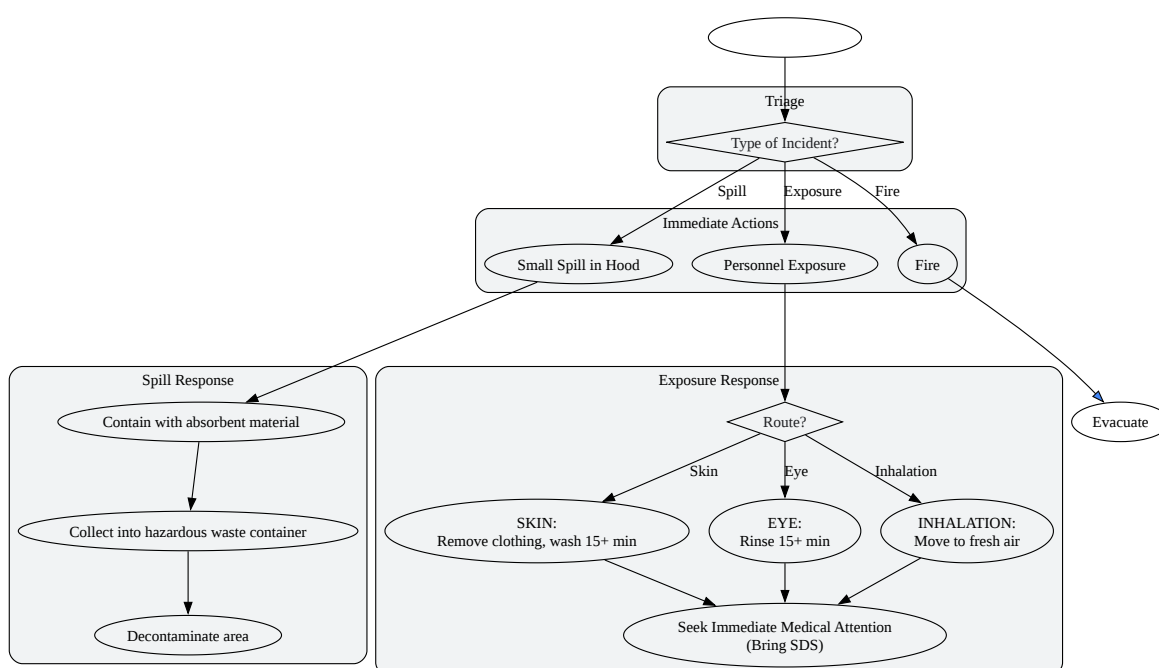 Triage
Type of Incident?
Spill
Exposure
Fire
Immediate Actions
Small Spill in Hood
Personnel Exposure
Fire
Spill Response
Exposure Response
Contain with absorbent material
Route?
Evacuate
Skin
Eye
Inhalation
Collect into hazardous waste container
SKIN:
Remove clothing, wash 15+ min
EYE:
Rinse 15+ min
INHALATION:
Move to fresh air
Decontaminate area
Seek Immediate Medical Attention
(Bring SDS)